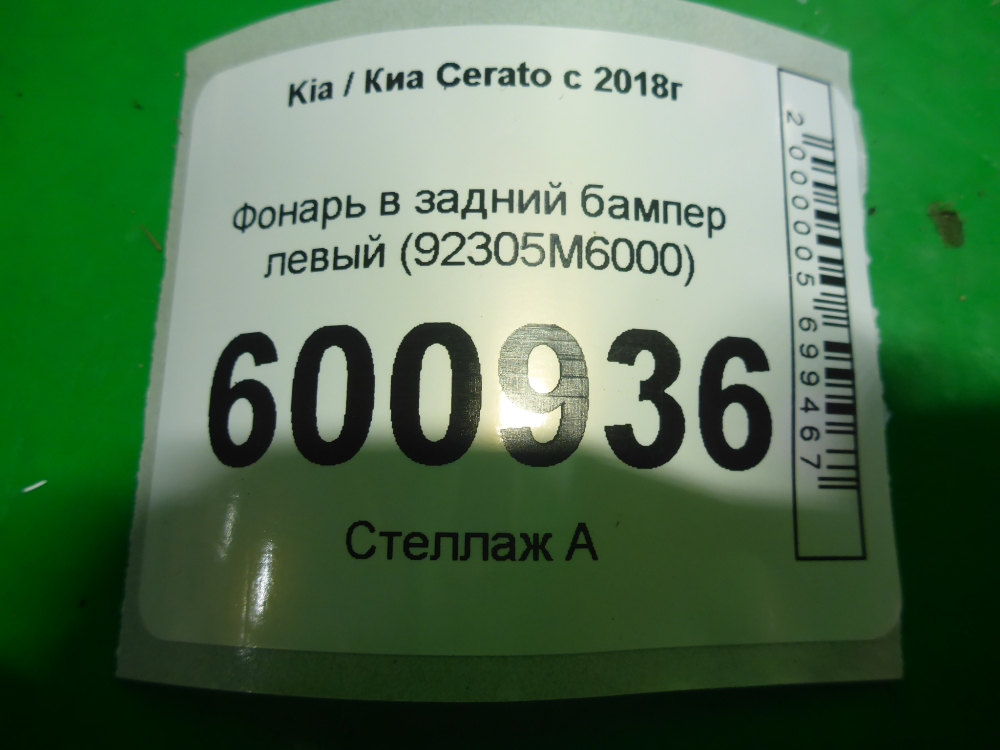 Kia / Киа Cerato с 2018г
Фонарь в задний бампер
левый (92305M6000)
600936
Стеллаж А
2000005699467